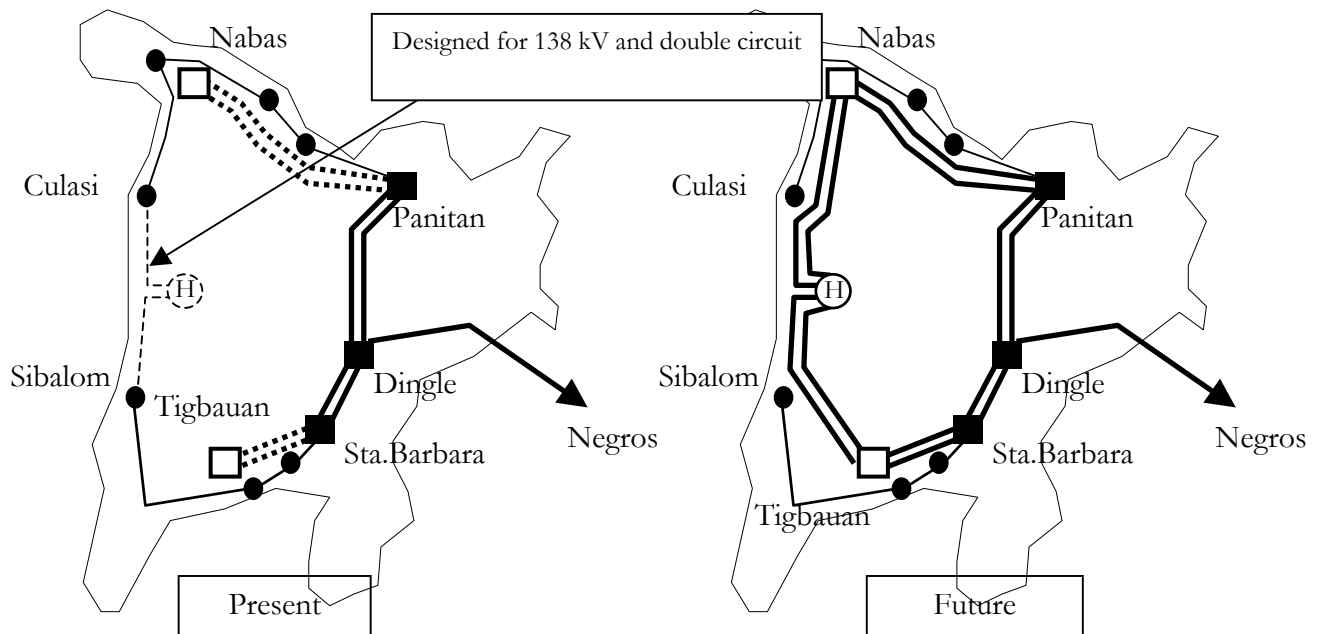 Nabas
Designed for 138 kV and double circuit
Nabas
Culasi
Panitan
H
Sibalom
Tigbauan
Dingle
Negros
Sta.Barbara
Present
Culasi
Panitan
H
Sibalom
Dingle
Negros
Sta.Barbara
Tigbauan
Future